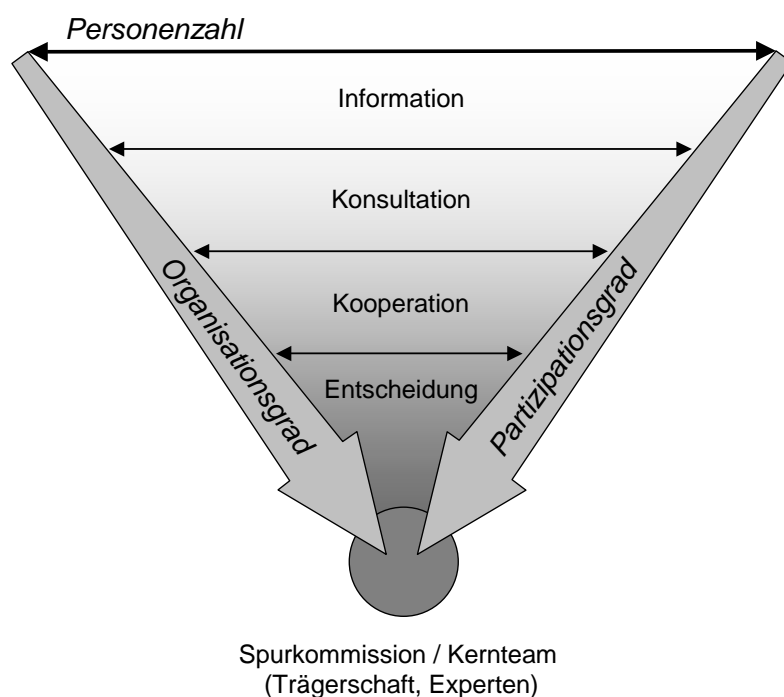 Personenzahl
Information
Konsultation
Kooperation
Entscheidung
Organisationsgrad
Partizipationsgrad
Spurkommission / Kernteam
(Trägerschaft, Experten)